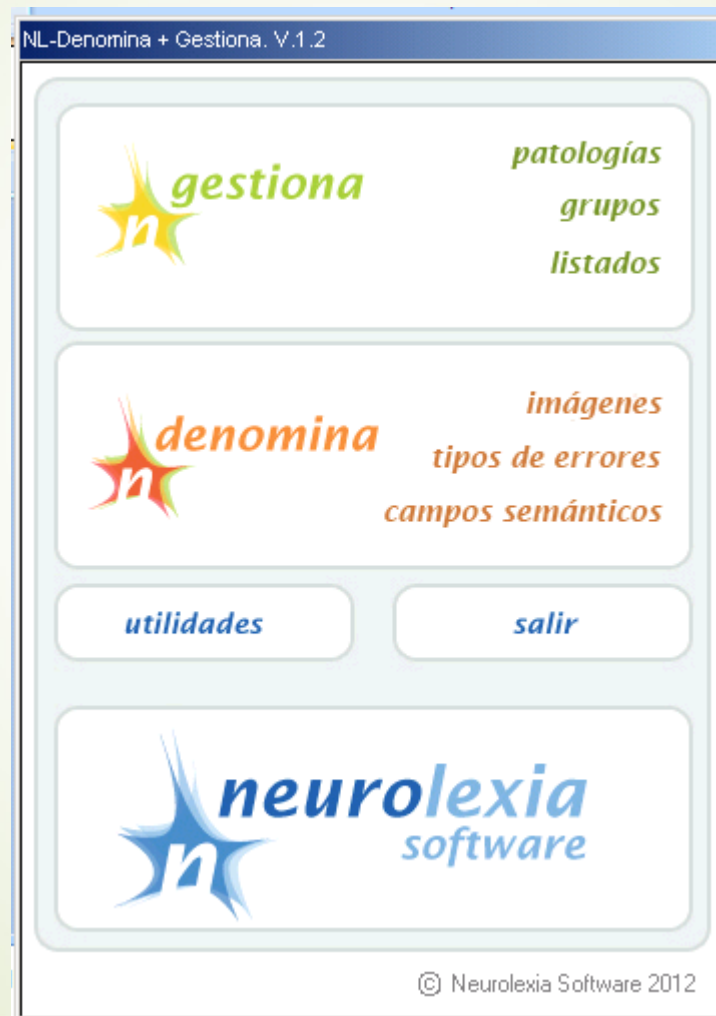 NL-Denomina + Gestiona. V.1.2
n gestiona
patologías
grupos
listados
n denomina
imágenes
tipos de errores
campos semánticos
utilidades
salir
n neurolexia
software
© Neurolexia Software 2012